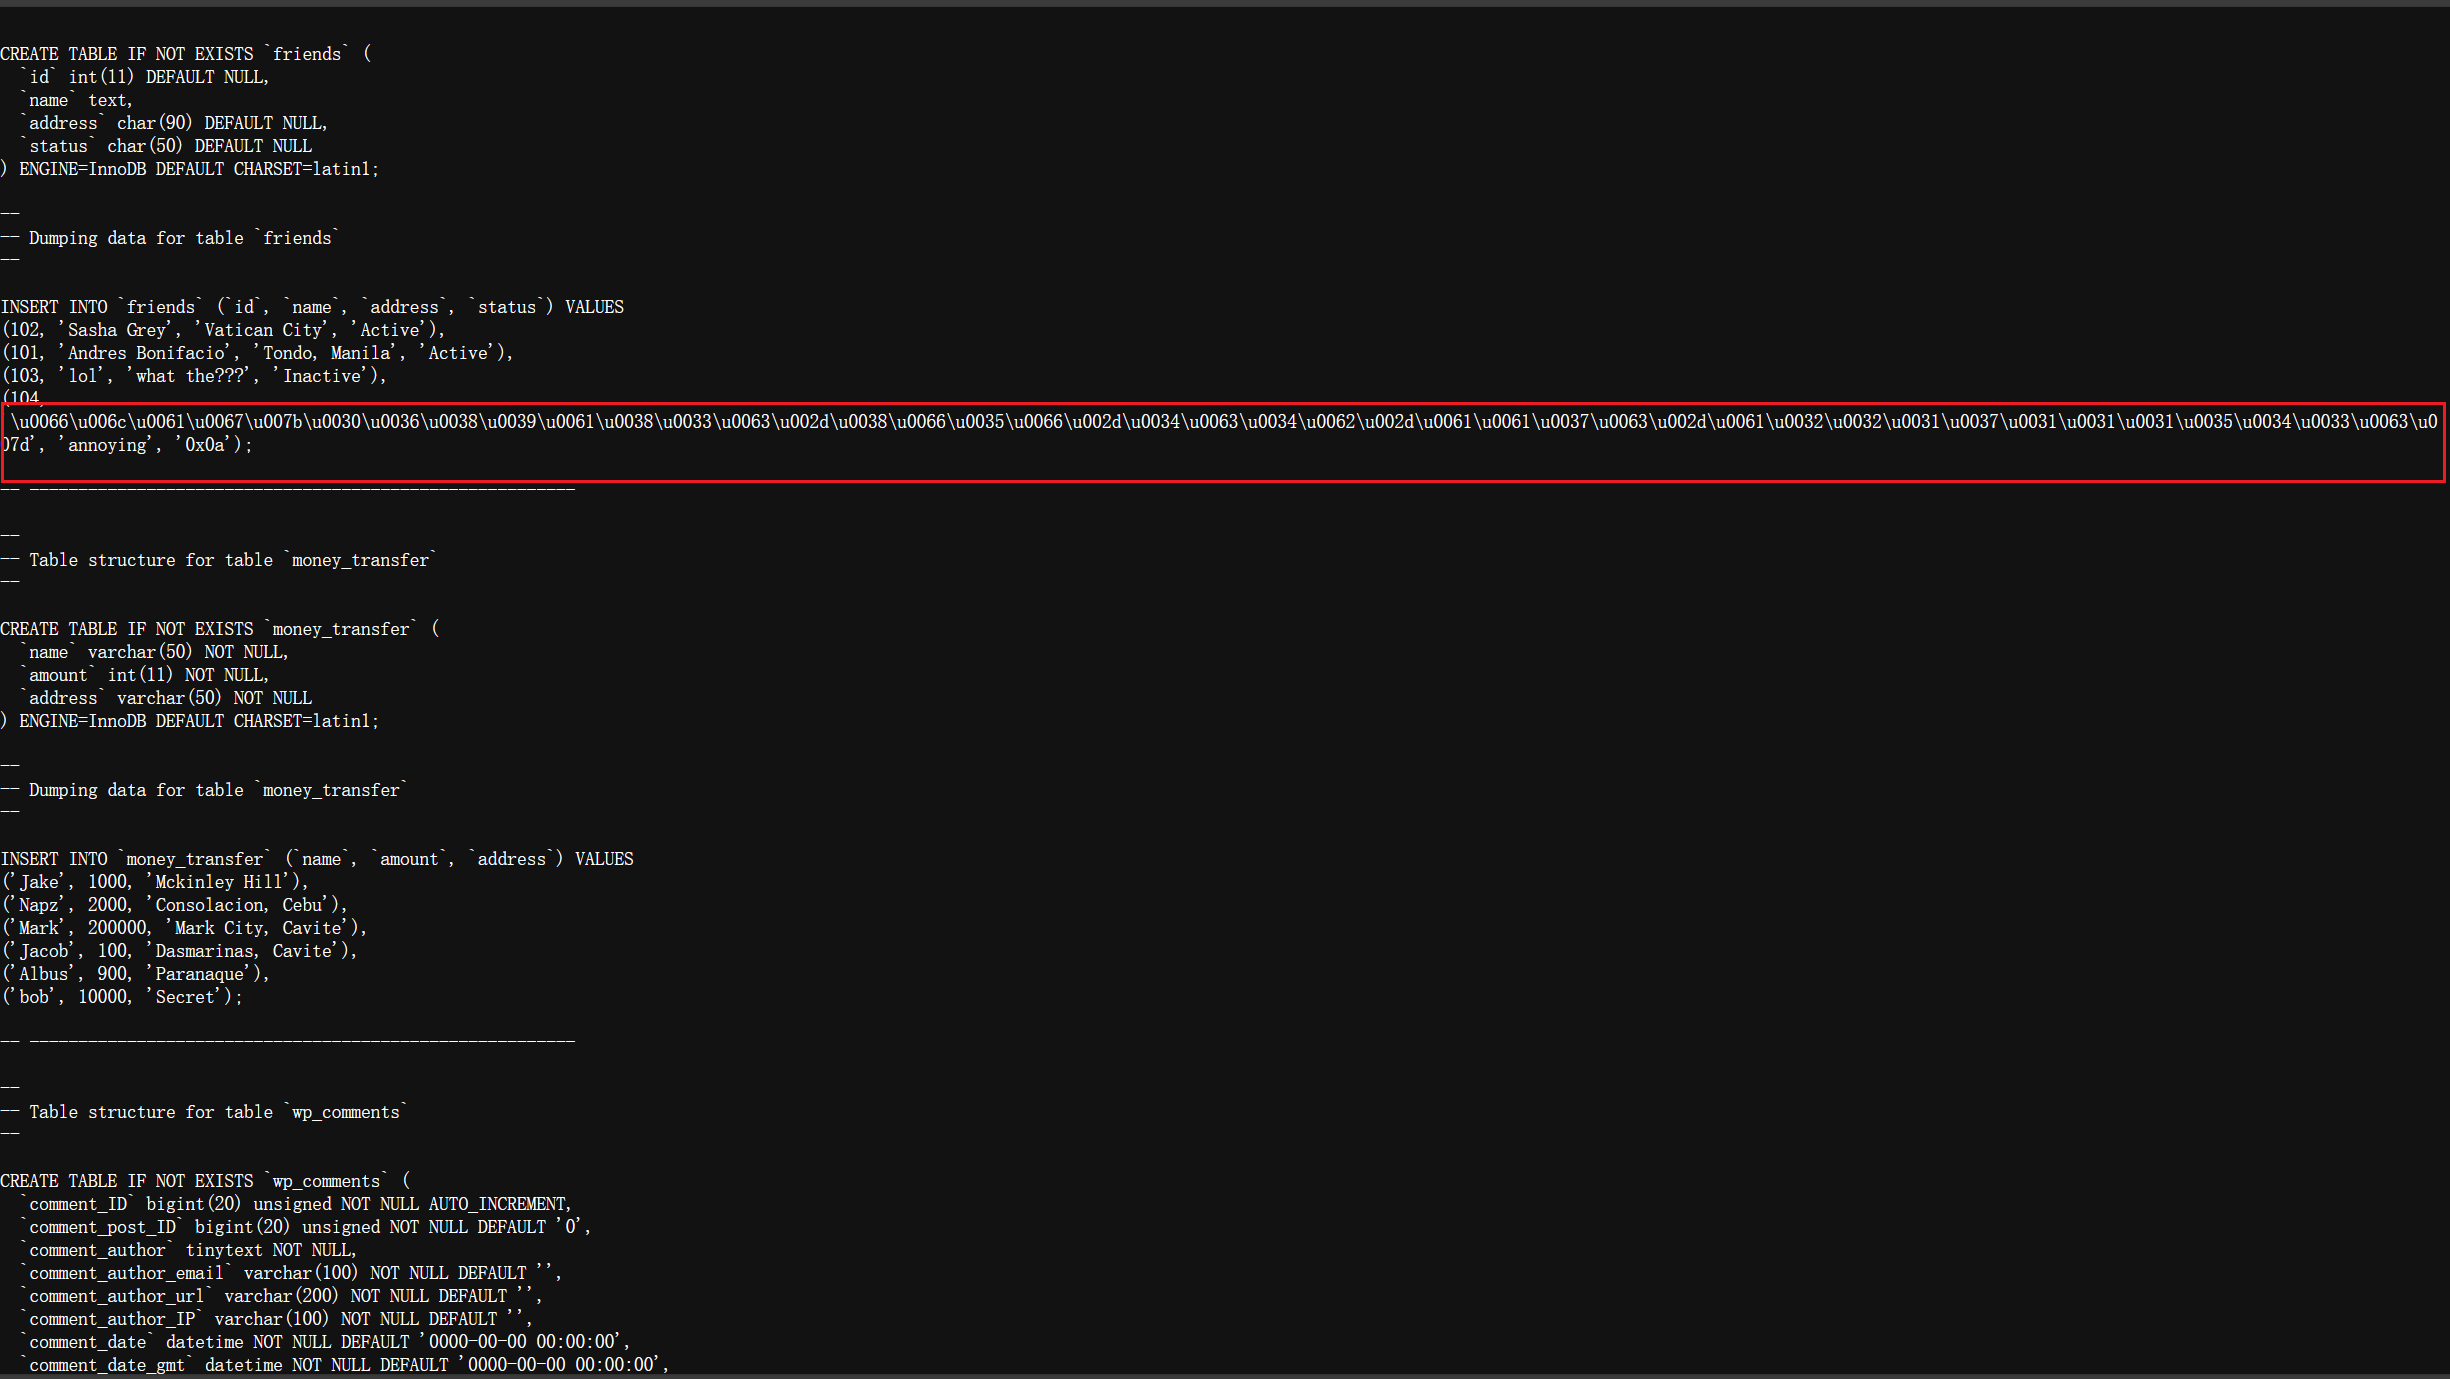 CREATE TABLE IF NOT EXISTS `friends` (
  `id` int(11) DEFAULT NULL,
  `name` text,
  `address` char(90) DEFAULT NULL,
  `status` char(50) DEFAULT NULL
) ENGINE=InnoDB DEFAULT CHARSET=latin1;
--
-- Dumping data for table `friends`
--
INSERT INTO `friends` (`id`, `name`, `address`, `status`) VALUES
(102, 'Sasha Grey', 'Vatican City', 'Active'),
(101, 'Andres Bonifacio', 'Tondo, Manila', 'Active'),
(103, 'lol', 'what the???', 'Inactive'),
(104,
'\u0066\u006c\u0061\u0067\u007b\u0030\u0036\u0038\u0039\u0061\u0038\u0033\u0063\u002d\u0038\u0066\u0035\u0066\u002d\u0034\u0063\u0034\u0062\u002d\u0061\u0061\u0037\u0063\u002d\u0061\u0032\u0032\u0031\u0037\u0031\u0031\u0031\u0035\u0034\u0033\u0063\u0
07d', 'annoying', '0x0a');
-- --------------------------------------------------------
--
-- Table structure for table `money_transfer`
--
CREATE TABLE IF NOT EXISTS `money_transfer` (
  `name` varchar(50) NOT NULL,
  `amount` int(11) NOT NULL,
  `address` varchar(50) NOT NULL
) ENGINE=InnoDB DEFAULT CHARSET=latin1;
--
-- Dumping data for table `money_transfer`
--
INSERT INTO `money_transfer` (`name`, `amount`, `address`) VALUES
('Jake', 1000, 'Mckinley Hill'),
('Napz', 2000, 'Consolacion, Cebu'),
('Mark', 200000, 'Mark City, Cavite'),
('Jacob', 100, 'Dasmarinas, Cavite'),
('Albus', 900, 'Paranaque'),
('bob', 10000, 'Secret');
-- --------------------------------------------------------
--
-- Table structure for table `wp_comments`
--
CREATE TABLE IF NOT EXISTS `wp_comments` (
  `comment_ID` bigint(20) unsigned NOT NULL AUTO_INCREMENT,
  `comment_post_ID` bigint(20) unsigned NOT NULL DEFAULT '0',
  `comment_author` tinytext NOT NULL,
  `comment_author_email` varchar(100) NOT NULL DEFAULT '',
  `comment_author_url` varchar(200) NOT NULL DEFAULT '',
  `comment_author_IP` varchar(100) NOT NULL DEFAULT '',
  `comment_date` datetime NOT NULL DEFAULT '0000-00-00 00:00:00',
  `comment_date_gmt` datetime NOT NULL DEFAULT '0000-00-00 00:00:00',